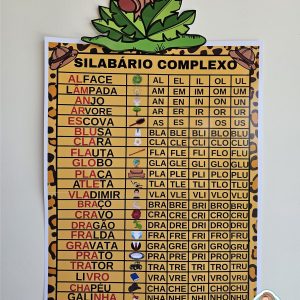 SILABÁRIO COMPLEXO
ALFACE AL EL IL OL UL
LÂMPADA AM EM IM OM UM
ANJO AN EN IN ON UN
ÁRVORE AR ER IR OR UR
ESCOVA AS ES IS OS US
BLUSA BLA BLE BLI BLO BLU
CLARA CLA CLE CLI CLO CLU
FLAUTA FLA FLE FLI FLO FLU
GLOBO GLA GLE GLI GLO GLU
PLACA PLA PLE PLI PLO PLU
ATLETA TLA TLE TLI TLO TLU
VLADIMIR VLA VLE VLI VLO VLU
BRAÇO BRA BRE BRI BRO BRU
CRAVO CRA CRE CRI CRO CRU
DRAGÃO DRA DRE DRI DRO DRU
FRALDA FRA FRE FRI FRO FRU
GRAVATA GRA GRE GRI GRO GRU
PRATO PRA PRE PRI PRO PRU
TRATOR TRA TRE TRI TRO TRU
LIVRO VRA VRE VRI VRO VRU
CHAPÉU CHA CHE CHI CHO CHU
GALINHA NHA NHE NHI NHO